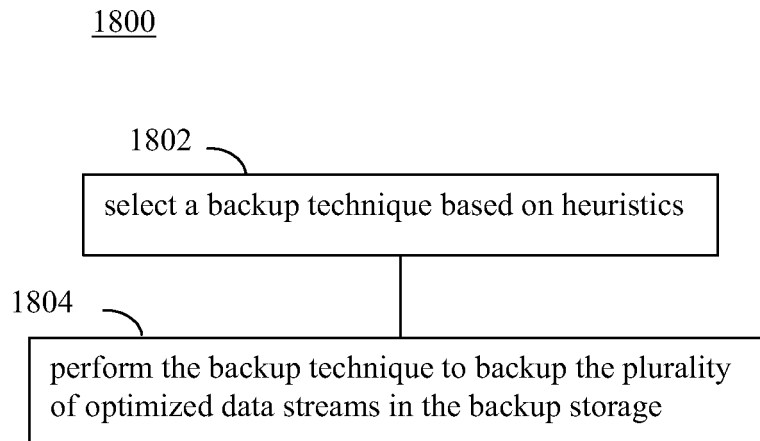 1800
1802
select a backup technique based on heuristics
1804
perform the backup technique to backup the plurality
of optimized data streams in the backup storage